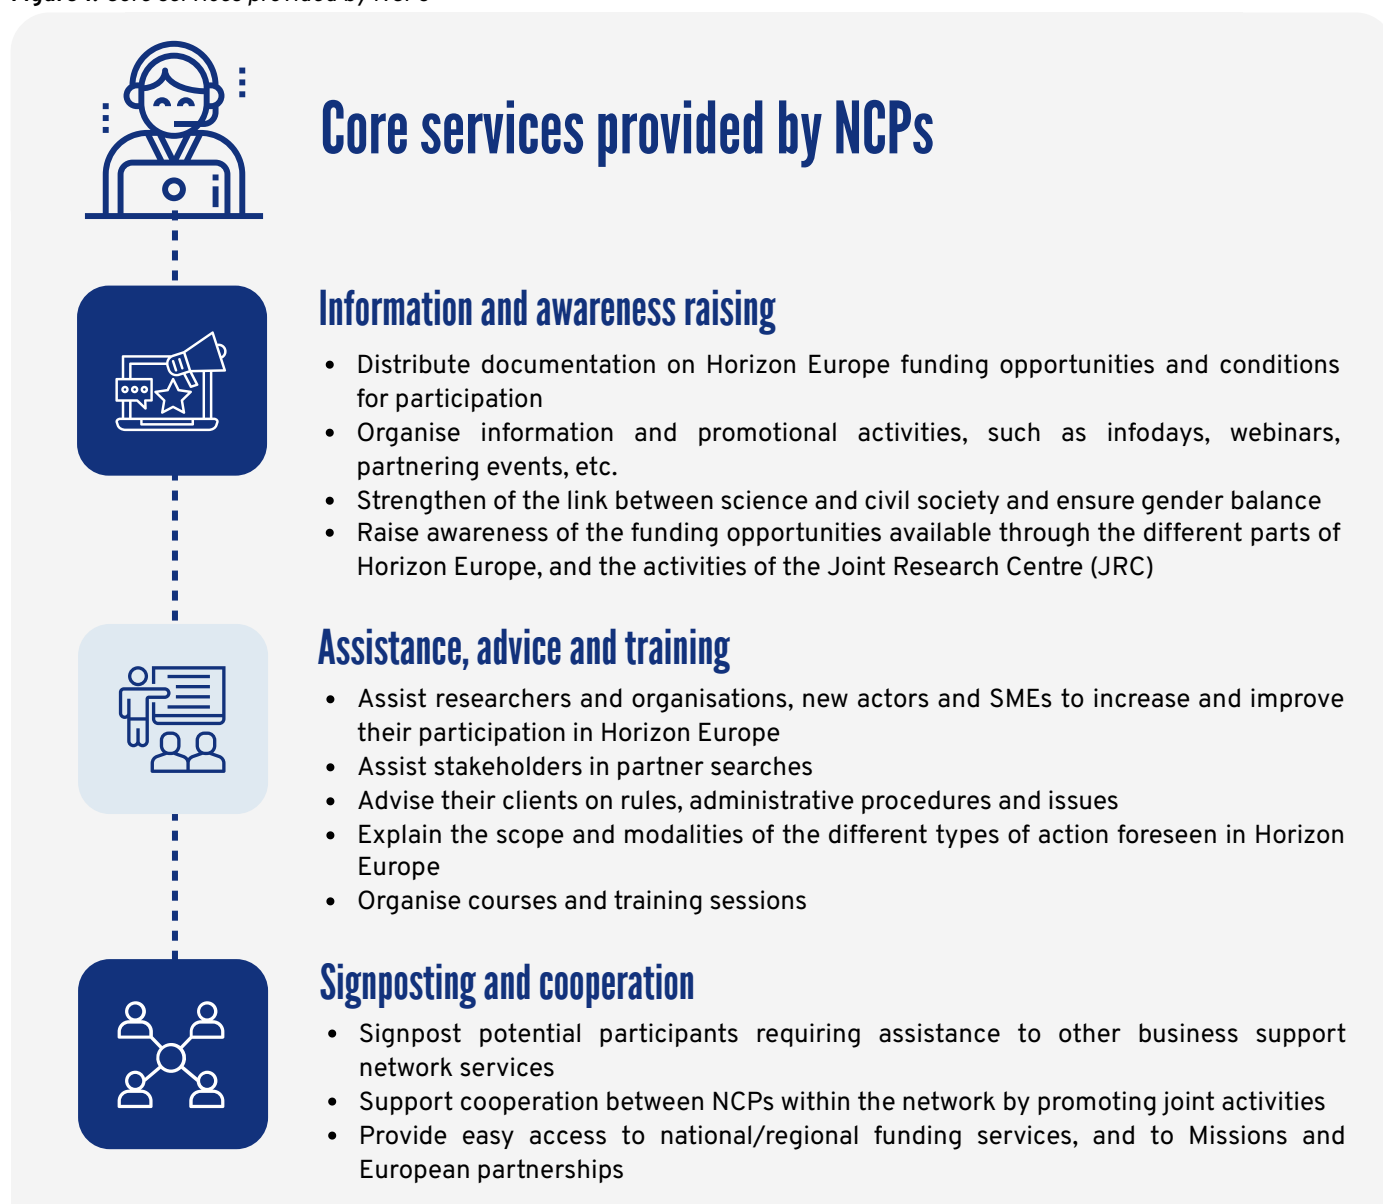 Figure 1: Core services provided by NCPs
Core services provided by NCPs
Information and awareness raising
• Distribute documentation on Horizon Europe funding opportunities and conditions
for participation
• Organise information and promotional activities, such as infodays, webinars,
partnering events, etc.
• Strengthen of the link between science and civil society and ensure gender balance
• Raise awareness of the funding opportunities available through the different parts of
Horizon Europe, and the activities of the Joint Research Centre (JRC)
Assistance, advice and training
• Assist researchers and organisations, new actors and SMEs to increase and improve
their participation in Horizon Europe
• Assist stakeholders in partner searches
• Advise their clients on rules, administrative procedures and issues
• Explain the scope and modalities of the different types of action foreseen in Horizon
Europe
• Organise courses and training sessions
Signposting and cooperation
• Signpost potential participants requiring assistance to other business support
network services
• Support cooperation between NCPs within the network by promoting joint activities
• Provide easy access to national/regional funding services, and to Missions and
European partnerships